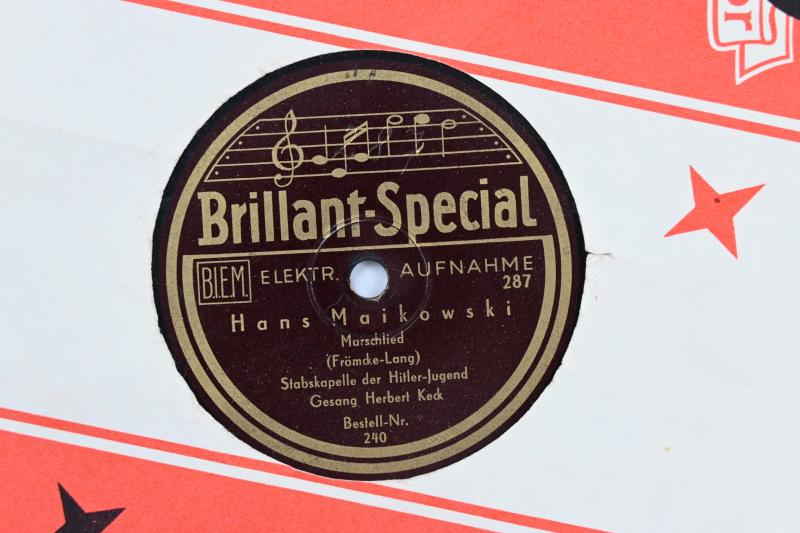 Brillant-Special
B.I.E.M. ELEKTR. AUFNAHME
287
Hans Maikowski
Marschlied
(Frömcke-Lang)
Stabskapelle der Hitler-Jugend
Gesang Herbert Keck
Bestell-Nr.
240